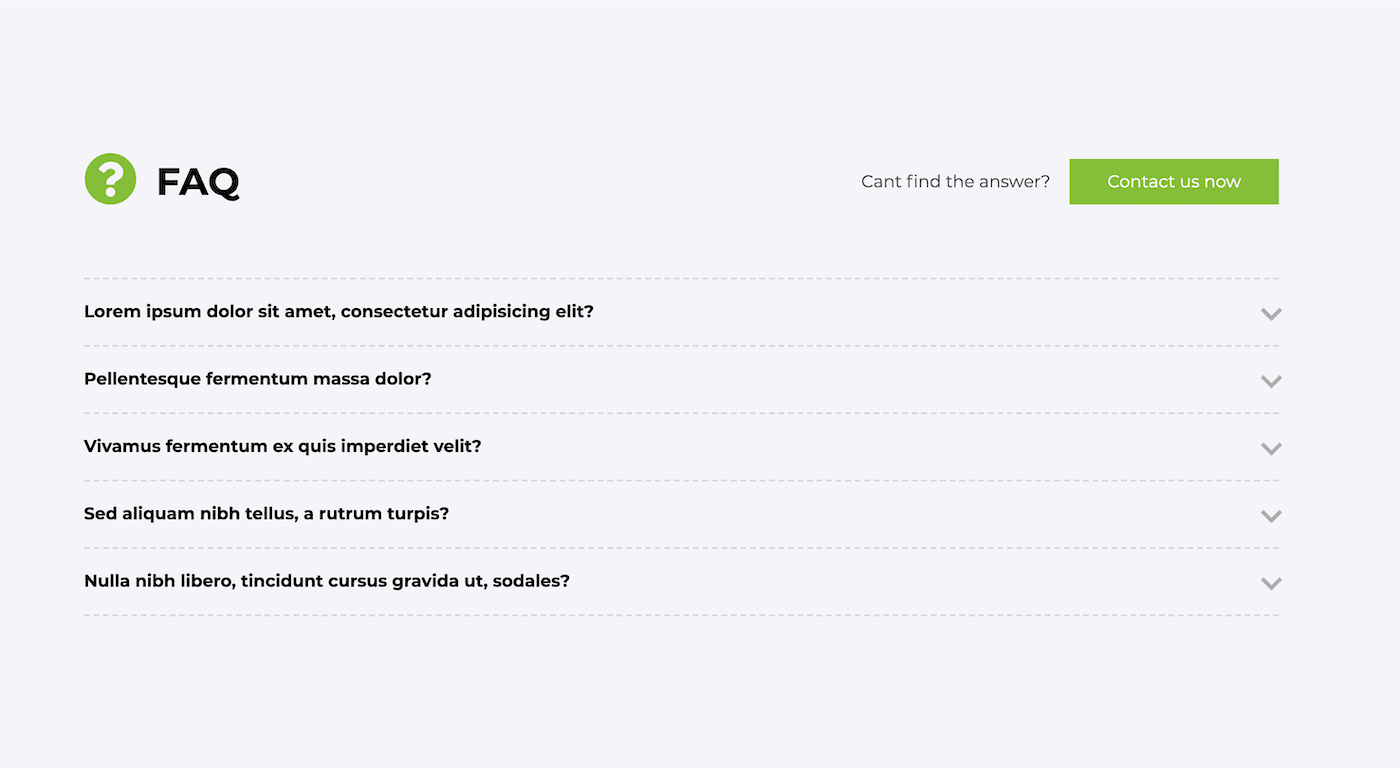 ? FAQ
Cant find the answer? Contact us now
Lorem ipsum dolor sit amet, consectetur adipisicing elit?
Pellentesque fermentum massa dolor?
Vivamus fermentum ex quis imperdiet velit?
Sed aliquam nibh tellus, a rutrum turpis?
Nulla nibh libero, tincidunt cursus gravida ut, sodales?